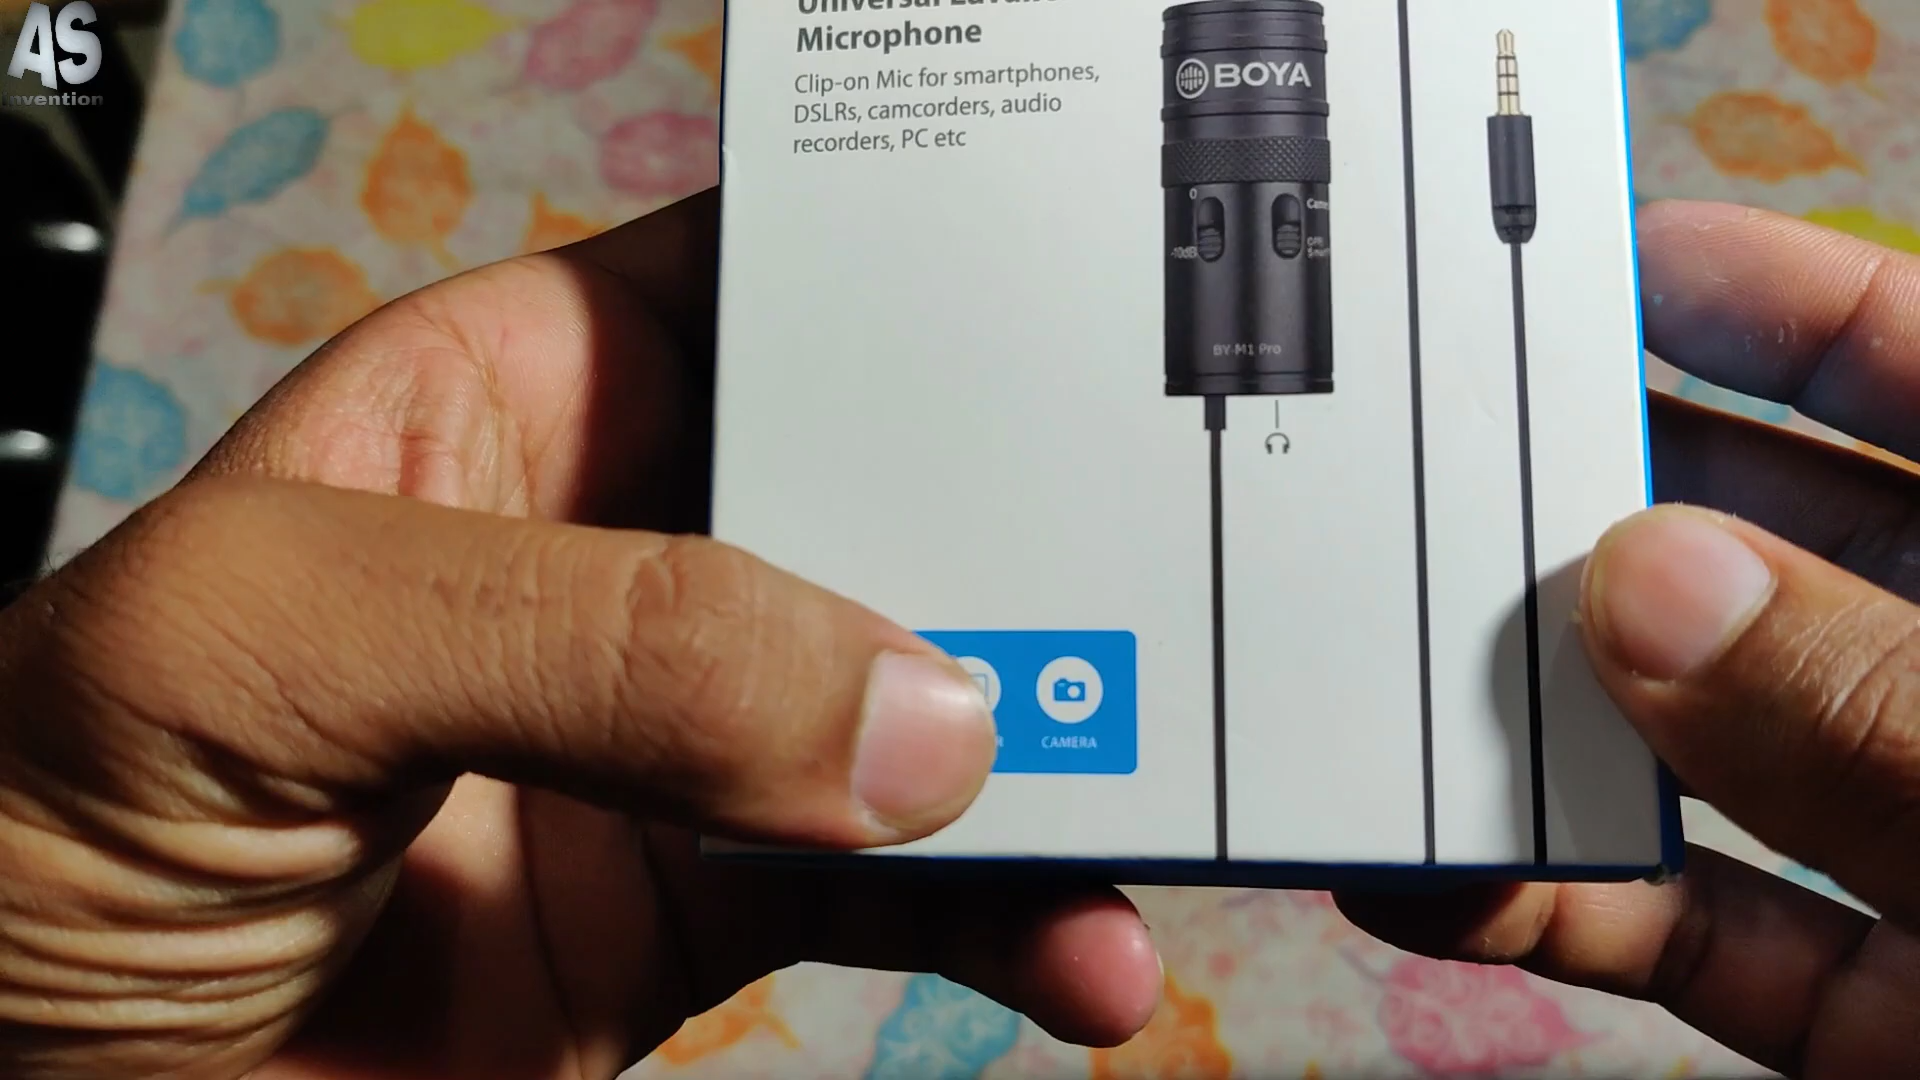 AS
invention
Universal
Microphone
Clip-on Mic for smartphones,
DSLRs, camcorders, audio
recorders, PC etc
BOYA
0
-10dB
BY-M1 Pro
CAMERA